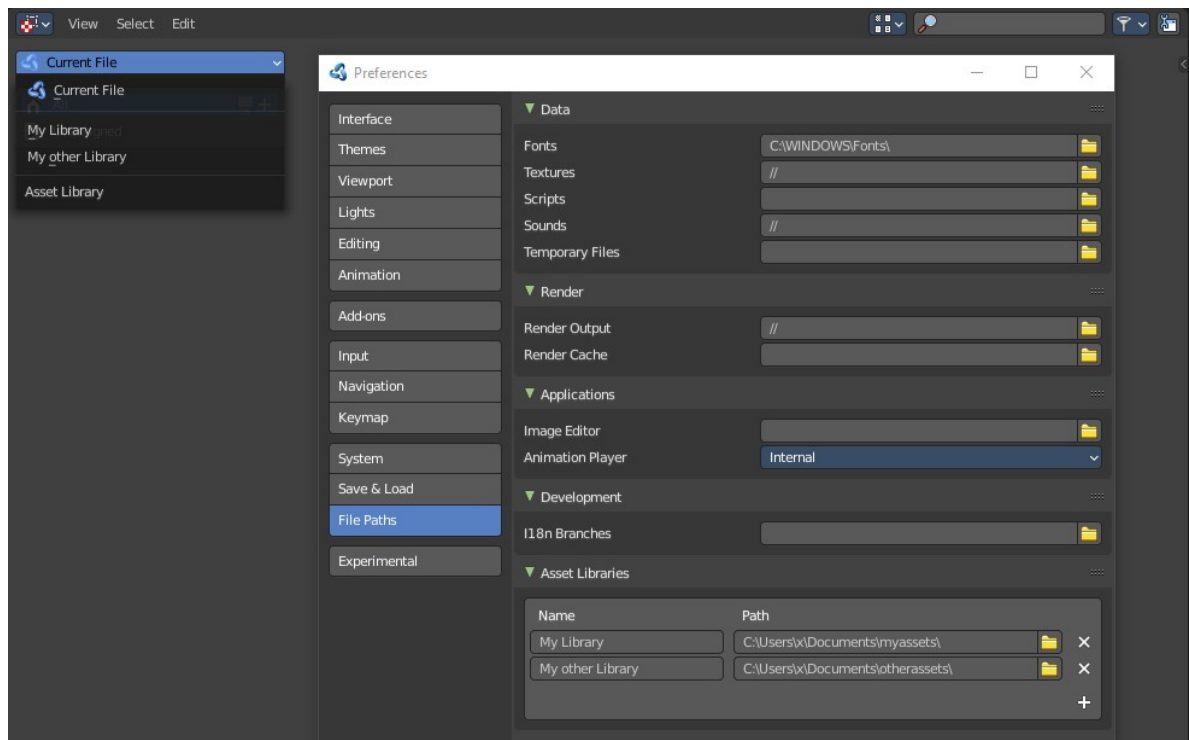 View Select Edit
Current File
Current File
All
My Library
My other Library
Asset Library
Preferences
Interface
Themes
Viewport
Lights
Editing
Animation
Add-ons
Input
Navigation
Keymap
System
Save & Load
File Paths
Experimental
Data
Fonts C:\WINDOWS\Fonts\
Textures //
Scripts
Sounds //
Temporary Files
Render
Render Output //
Render Cache
Applications
Image Editor
Animation Player Internal
Development
I18n Branches
Asset Libraries
Name Path
My Library C:\Users\x\Documents\myassets\
My other Library C:\Users\x\Documents\otherassets\